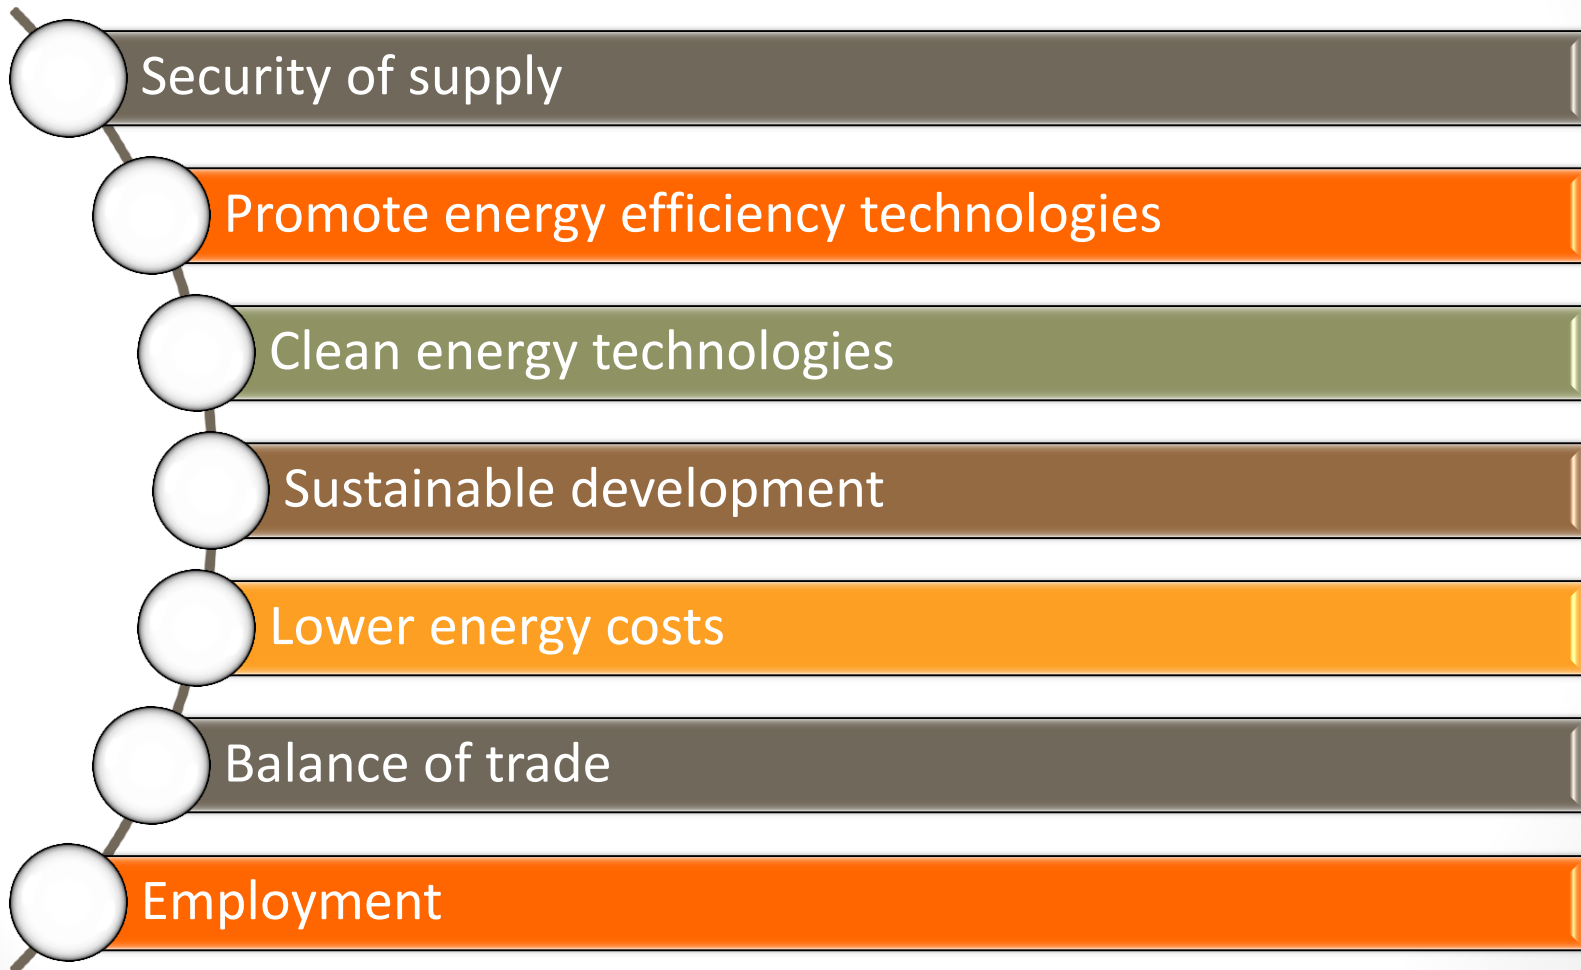 Security of supply
Promote energy efficiency technologies
Clean energy technologies
Sustainable development
Lower energy costs
Balance of trade
Employment